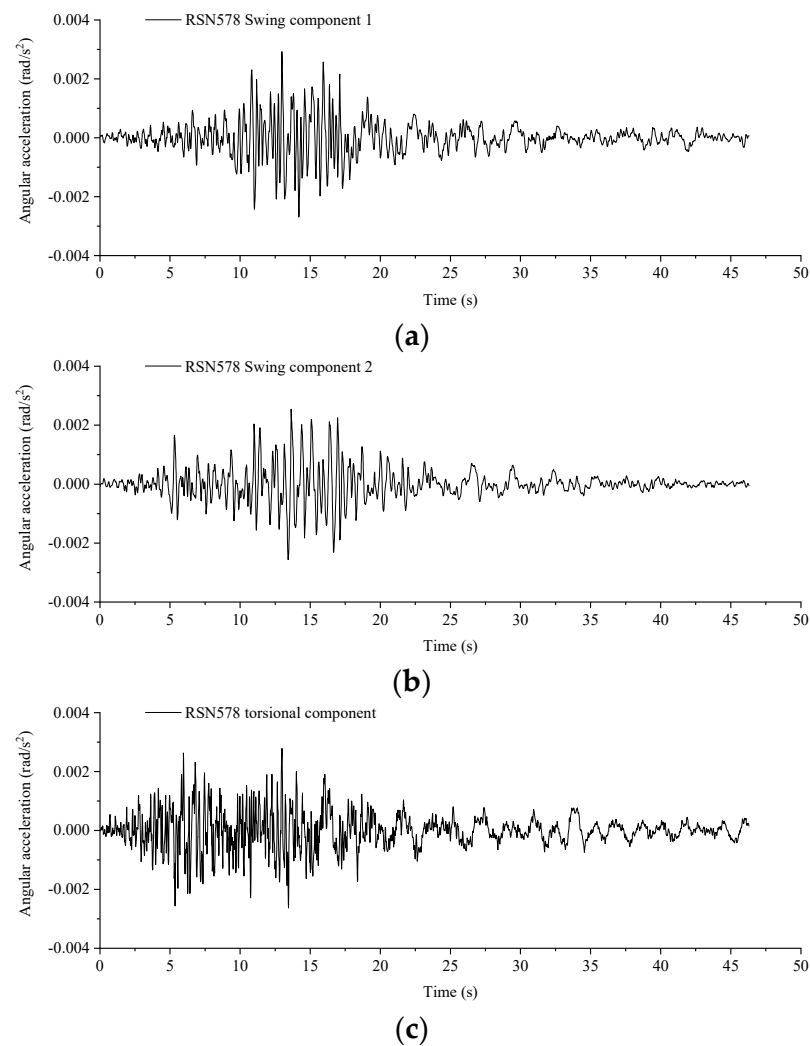 RSN578 Swing component 1
Angular acceleration (rad/s²)
0.004
0.002
0.000
-0.002
-0.004
0 5 10 15 20 25 30 35 40 45 50
Time (s)
(a)
RSN578 Swing component 2
Angular acceleration (rad/s²)
0.004
0.002
0.000
-0.002
-0.004
0 5 10 15 20 25 30 35 40 45 50
Time (s)
(b)
RSN578 torsional component
Angular acceleration (rad/s²)
0.004
0.002
0.000
-0.002
-0.004
0 5 10 15 20 25 30 35 40 45 50
Time (s)
(c)